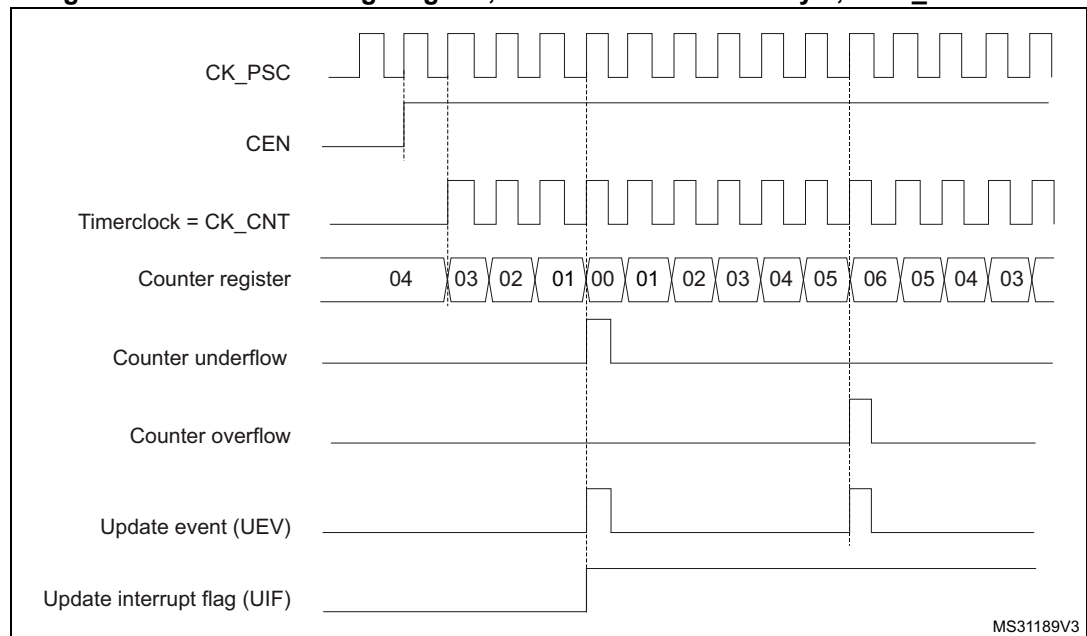 CK_PSC
CEN
Timerclock = CK_CNT
Counter register 04 03 02 01 00 01 02 03 04 05 06 05 04 03
Counter underflow
Counter overflow
Update event (UEV)
Update interrupt flag (UIF)
MS31189V3